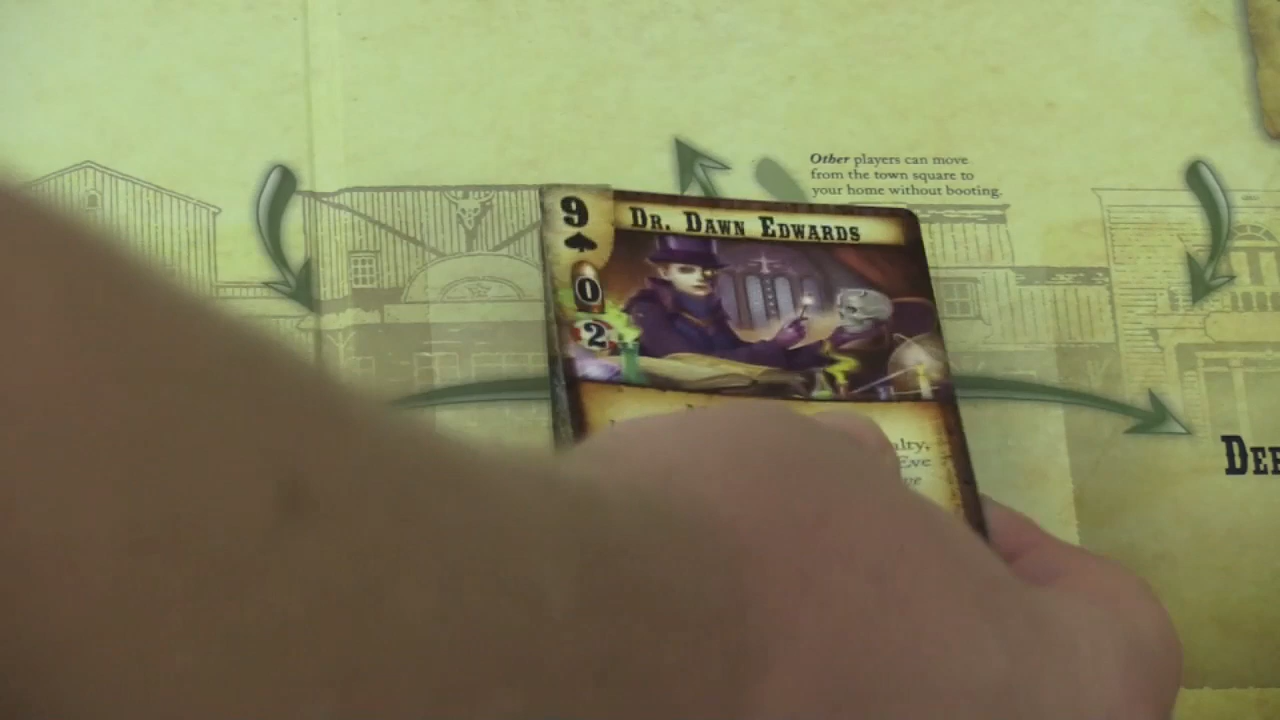 Other players can move
from the town square to
your home without booting.
9
Dr. Dawn Edwards
0
2
Eve